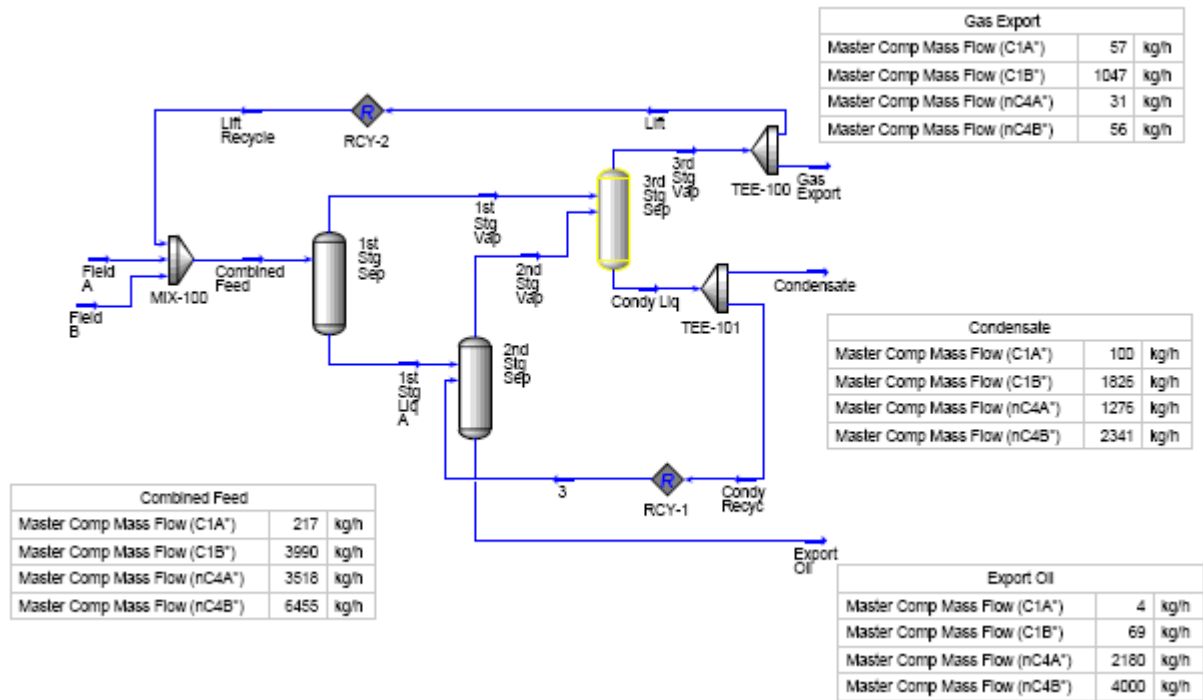 Gas Export
Master Comp Mass Flow (C1A*) 57 kg/h
Master Comp Mass Flow (C1B*) 1047 kg/h
Master Comp Mass Flow (nC4A*) 31 kg/h
Master Comp Mass Flow (nC4B*) 56 kg/h
R
Lift
Recycle
RCY-2
Lift
3rd
Stg
Vap
TEE-100
Gas
Export
3rd
Stg
Sep
1st
Stg
Vap
2nd
Stg
Vap
Field
A
Field
B
MIX-100
Combined
Feed
1st
Stg
Sep
Condy Liq
TEE-101
Condensate
1st
Stg
Liq
A
2nd
Stg
Sep
Condensate
Master Comp Mass Flow (C1A*) 100 kg/h
Master Comp Mass Flow (C1B*) 1826 kg/h
Master Comp Mass Flow (nC4A*) 1276 kg/h
Master Comp Mass Flow (nC4B*) 2341 kg/h
3
R
RCY-1
Condy
Recyc
Combined Feed
Master Comp Mass Flow (C1A*) 217 kg/h
Master Comp Mass Flow (C1B*) 3990 kg/h
Master Comp Mass Flow (nC4A*) 3518 kg/h
Master Comp Mass Flow (nC4B*) 6455 kg/h
Export
Oil
Export Oil
Master Comp Mass Flow (C1A*) 4 kg/h
Master Comp Mass Flow (C1B*) 69 kg/h
Master Comp Mass Flow (nC4A*) 2180 kg/h
Master Comp Mass Flow (nC4B*) 4000 kg/h